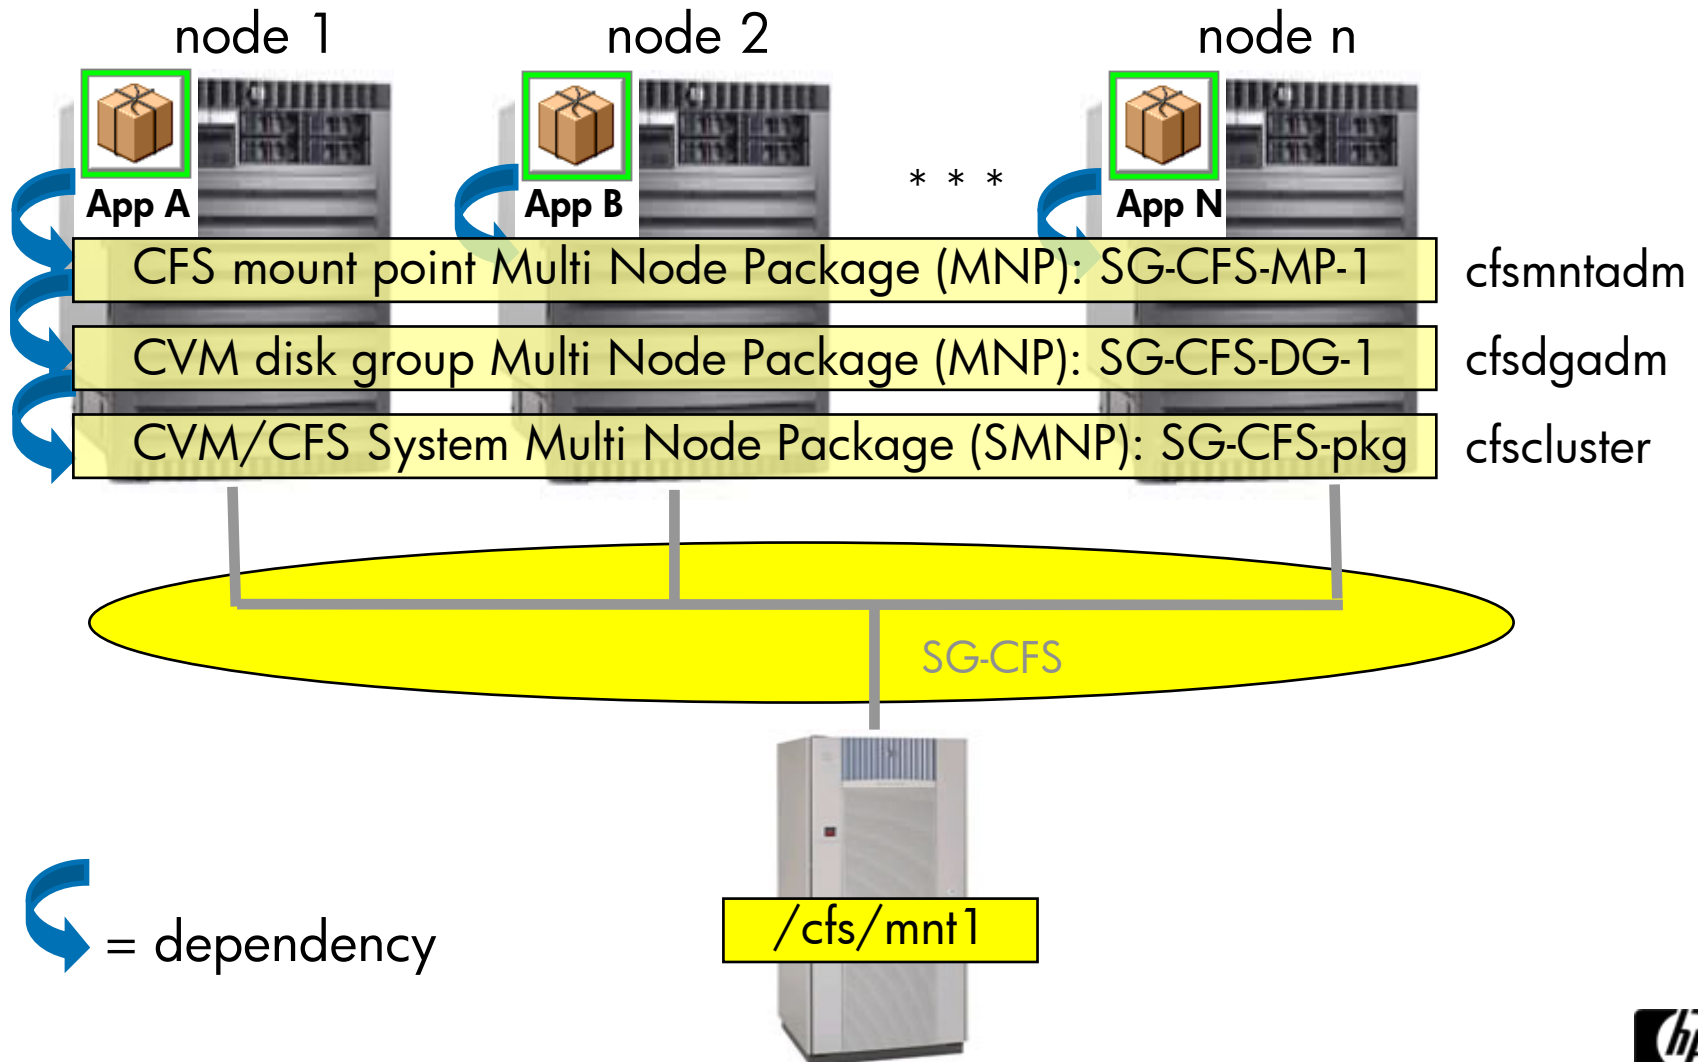 node 1 node 2 node n
* * *
App A App B App N
CFS mount point Multi Node Package (MNP): SG-CFS-MP-1 cfsmntadm
CVM disk group Multi Node Package (MNP): SG-CFS-DG-1 cfsdgadm
CVM/CFS System Multi Node Package (SMNP): SG-CFS-pkg cfscluster
SG-CFS
/cfs/mnt1
= dependency
hp